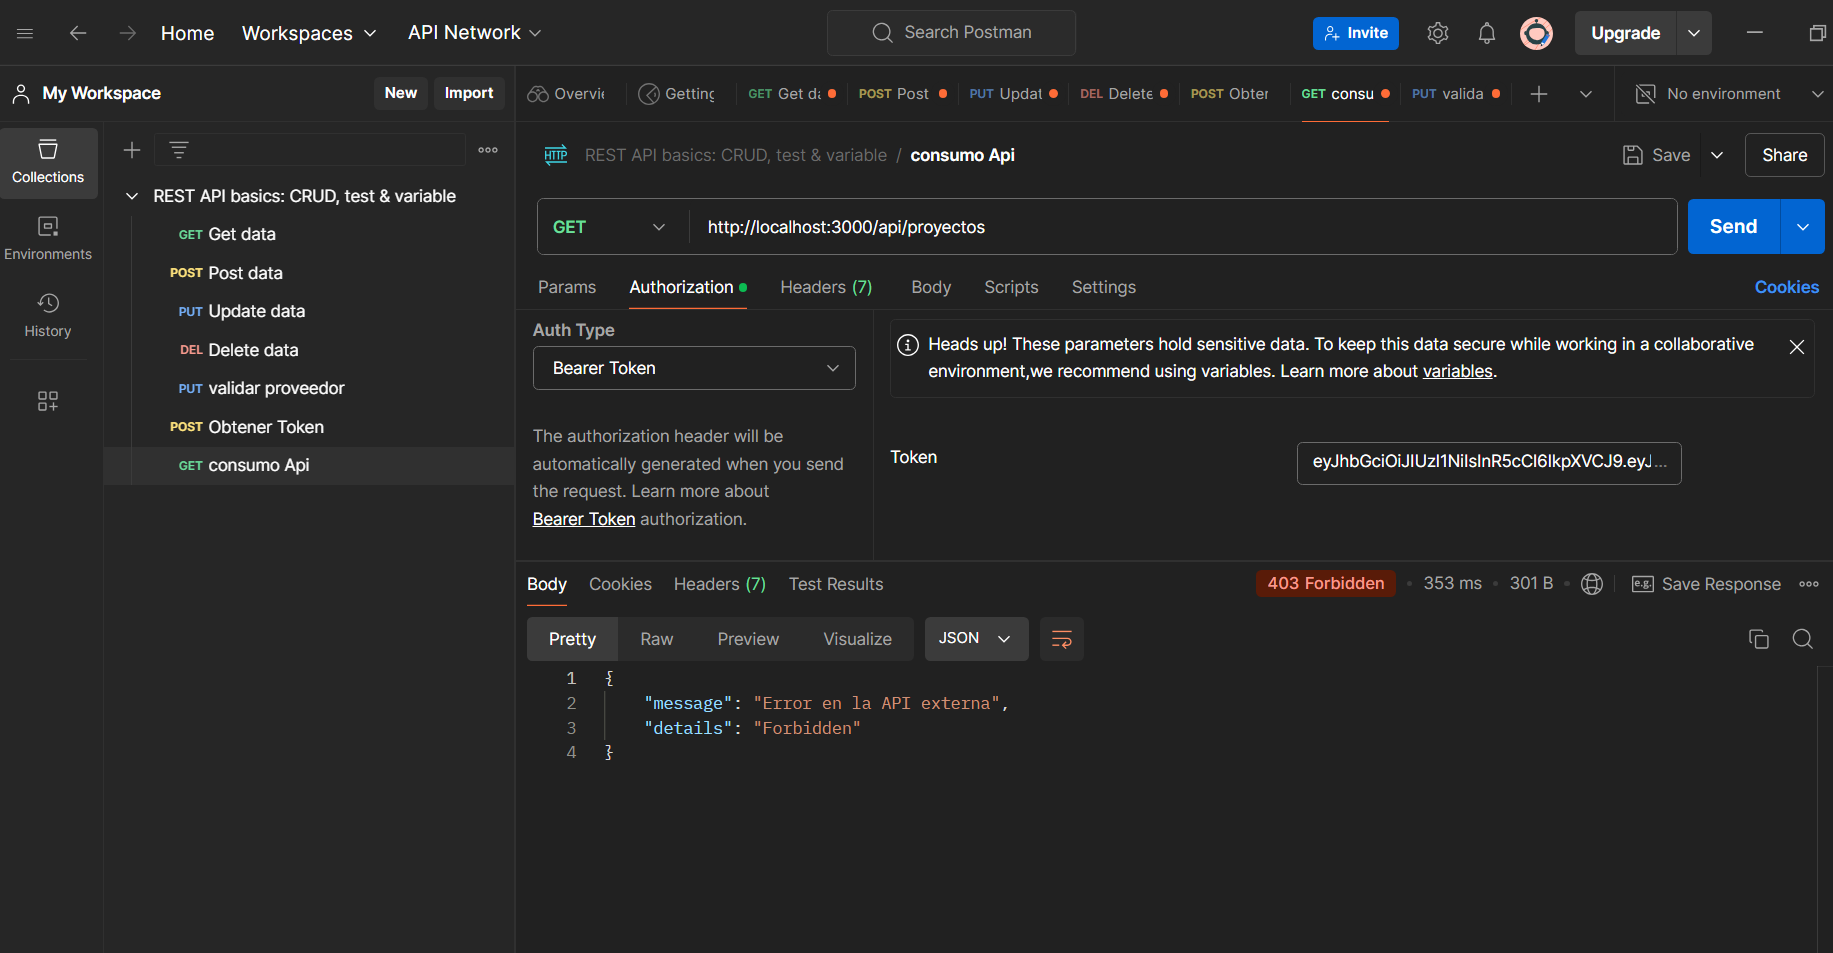 Home Workspaces API Network Search Postman Invite Upgrade
My Workspace New Import Overvie Getting GET Get da POST Post PUT Updat DEL Delete POST Obter GET consu PUT valida No environment
Collections
Environments
History
REST API basics: CRUD, test & variable
GET Get data
POST Post data
PUT Update data
DEL Delete data
PUT validar proveedor
POST Obtener Token
GET consumo Api
HTTP REST API basics: CRUD, test & variable / consumo Api Save Share
GET http://localhost:3000/api/proyectos Send
Params Authorization Headers (7) Body Scripts Settings Cookies
Auth Type
Bearer Token
The authorization header will be
automatically generated when you send
the request. Learn more about
Bearer Token authorization.
Heads up! These parameters hold sensitive data. To keep this data secure while working in a collaborative
environment,we recommend using variables. Learn more about variables.
Token eyJhbGciOiJIUzI1NiIsInR5cCI6IkpXVCJ9.eyJ...
Body Cookies Headers (7) Test Results 403 Forbidden 353 ms 301 B e.g. Save Response
Pretty Raw Preview Visualize JSON
1 {
2 "message": "Error en la API externa",
3 "details": "Forbidden"
4 }